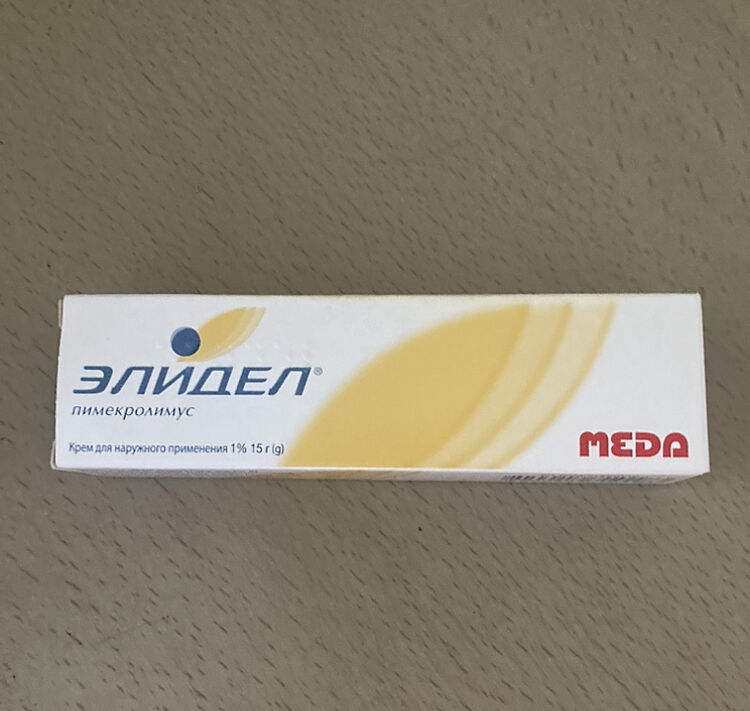 ЭЛИДЕЛ®
пимекролимус
Крем для наружного применения 1% 15 г (g)
MEDA